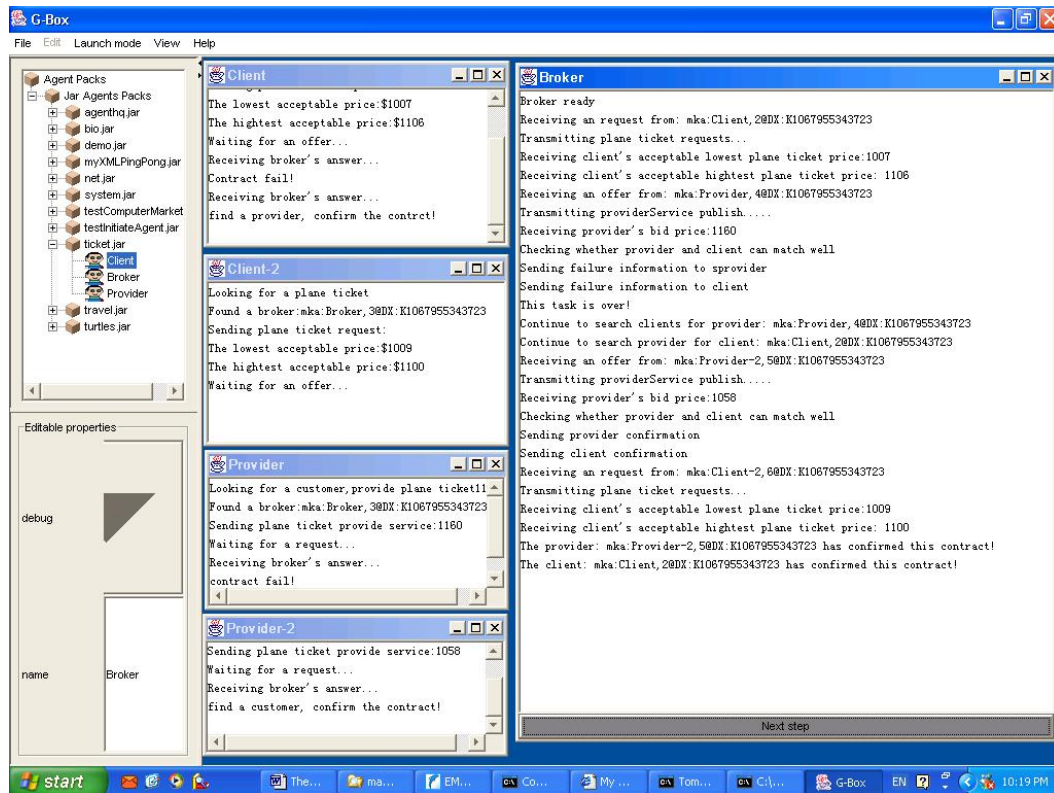 G-Box
File Edit Launch mode View Help
Agent Packs
Jar Agents Packs
agenthq.jar
bio.jar
demo.jar
myXMLPingPong.jar
net.jar
system.jar
testComputerMarket
testInitiateAgent.jar
ticket.jar
Client
Broker
Provider
travel.jar
turtles.jar
Editable properties
debug
name
Broker
Client
The lowest acceptable price:$1007
The hightest acceptable price:$1106
Waiting for an offer...
Receiving broker's answer...
Contract fail!
Receiving broker's answer...
find a provider, confirm the contrct!
Client-2
Looking for a plane ticket
Found a broker:mka:Broker,3@DX:K1067955343723
Sending plane ticket request:
The lowest acceptable price:$1009
The hightest acceptable price:$1100
Waiting for an offer...
Provider
Looking for a customer,provide plane ticket11
Found a broker:mka:Broker,3@DX:K1067955343723
Sending plane ticket provide service:1160
Waiting for a request...
Receiving broker's answer...
contract fail!
Provider-2
Sending plane ticket provide service:1058
Waiting for a request...
Receiving broker's answer...
find a customer, confirm the contract!
Broker
Broker ready
Receiving an request from: mka:Client,2@DX:K1067955343723
Transmitting plane ticket requests...
Receiving client's acceptable lowest plane ticket price:1007
Receiving client's acceptable hightest plane ticket price: 1106
Receiving an offer from: mka:Provider,4@DX:K1067955343723
Transmitting providerService publish.....
Receiving provider's bid price:1160
Checking whether provider and client can match well
Sending failure information to sprovider
Sending failure information to client
This task is over!
Continue to search clients for provider: mka:Provider,4@DX:K1067955343723
Continue to search provider for client: mka:Client,2@DX:K1067955343723
Receiving an offer from: mka:Provider-2,5@DX:K1067955343723
Transmitting providerService publish.....
Receiving provider's bid price:1058
Checking whether provider and client can match well
Sending provider confirmation
Sending client confirmation
Receiving an request from: mka:Client-2,6@DX:K1067955343723
Transmitting plane ticket requests...
Receiving client's acceptable lowest plane ticket price:1009
Receiving client's acceptable hightest plane ticket price: 1100
The provider: mka:Provider-2,5@DX:K1067955343723 has confirmed this contract!
The client: mka:Client,2@DX:K1067955343723 has confirmed this contract!
Next step
start The... ma... EM... Co... My ... Tom... C:\... G-Box EN 10:19 PM